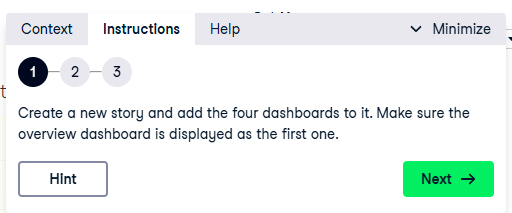 Context Instructions Help Minimize
1 2 3
Create a new story and add the four dashboards to it. Make sure the
overview dashboard is displayed as the first one.
HInt Next